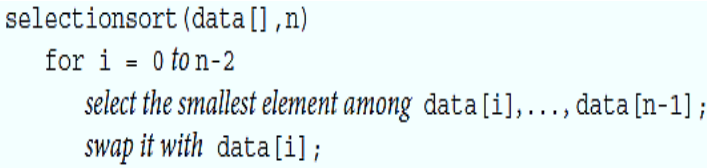 selectionsort(data[],n)
for i = 0 to n-2
select the smallest element among data[i],...,data[n-1];
swap it with data[i];